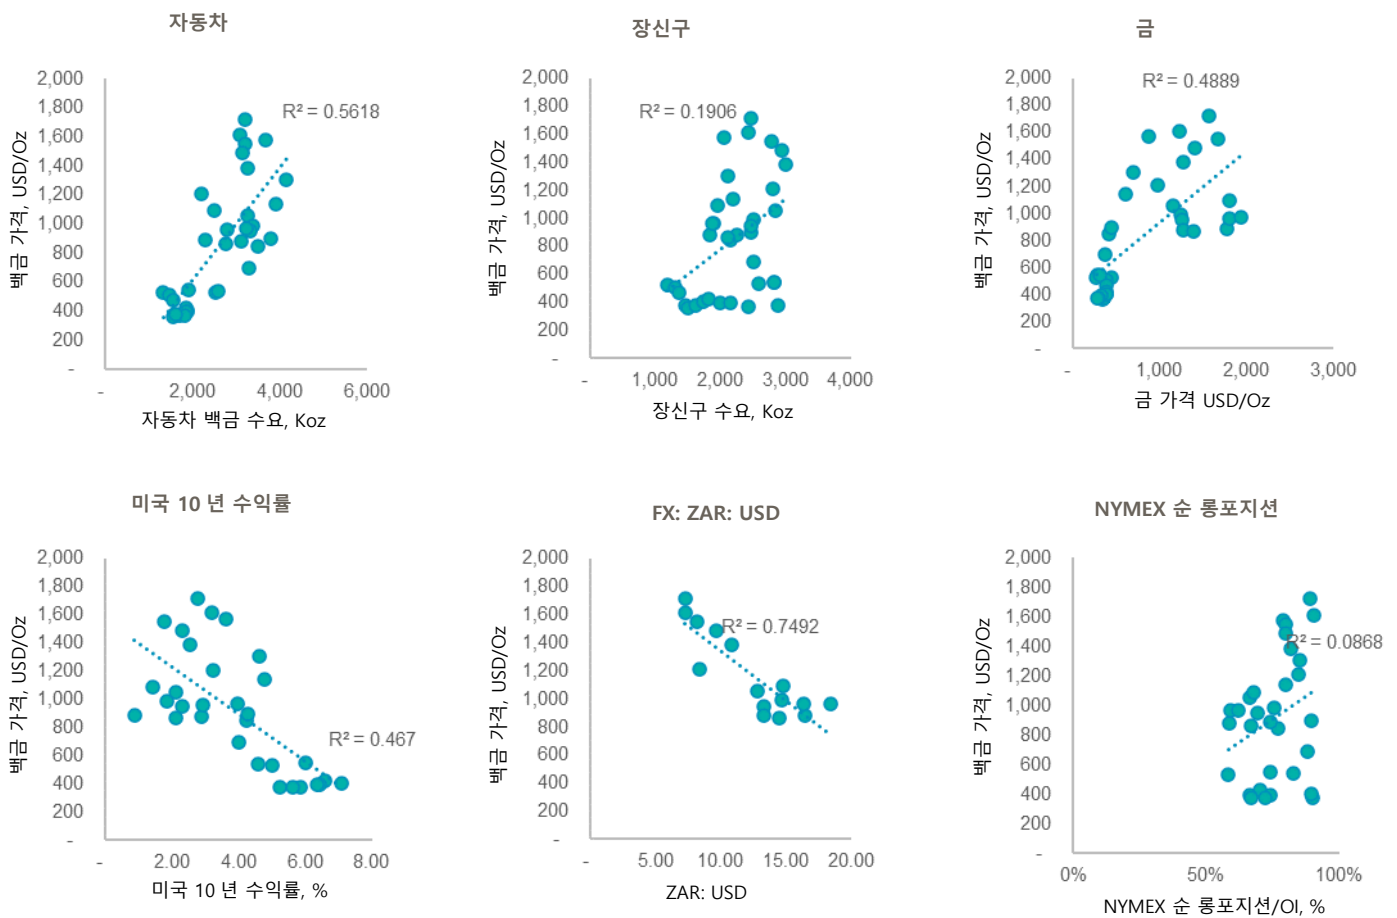 자동차
2,000
1,800
1,600
1,400
1,200
1,000
800
600
400
200
-
백금 가격, USD/Oz
R² = 0.5618
- 2,000 4,000 6,000
자동차 백금 수요, Koz
장신구
2,000
1,800
1,600
1,400
1,200
1,000
800
600
400
200
-
백금 가격, USD/Oz
R² = 0.1906
- 1,000 2,000 3,000 4,000
장신구 수요, Koz
금
2,000
1,800
1,600
1,400
1,200
1,000
800
600
400
200
-
백금 가격, USD/Oz
R² = 0.4889
- 1,000 2,000 3,000
금 가격 USD/Oz
미국 10 년 수익률
2,000
1,800
1,600
1,400
1,200
1,000
800
600
400
200
-
백금 가격, USD/Oz
R² = 0.467
- 2.00 4.00 6.00 8.00
미국 10 년 수익률, %
FX: ZAR: USD
2,000
1,800
1,600
1,400
1,200
1,000
800
600
400
200
-
백금 가격, USD/Oz
R² = 0.7492
- 5.00 10.00 15.00 20.00
ZAR: USD
NYMEX 순 롱포지션
2,000
1,800
1,600
1,400
1,200
1,000
800
600
400
200
-
백금 가격, USD/Oz
R² = 0.0868
0% 50% 100%
NYMEX 순 롱포지션/OI, %